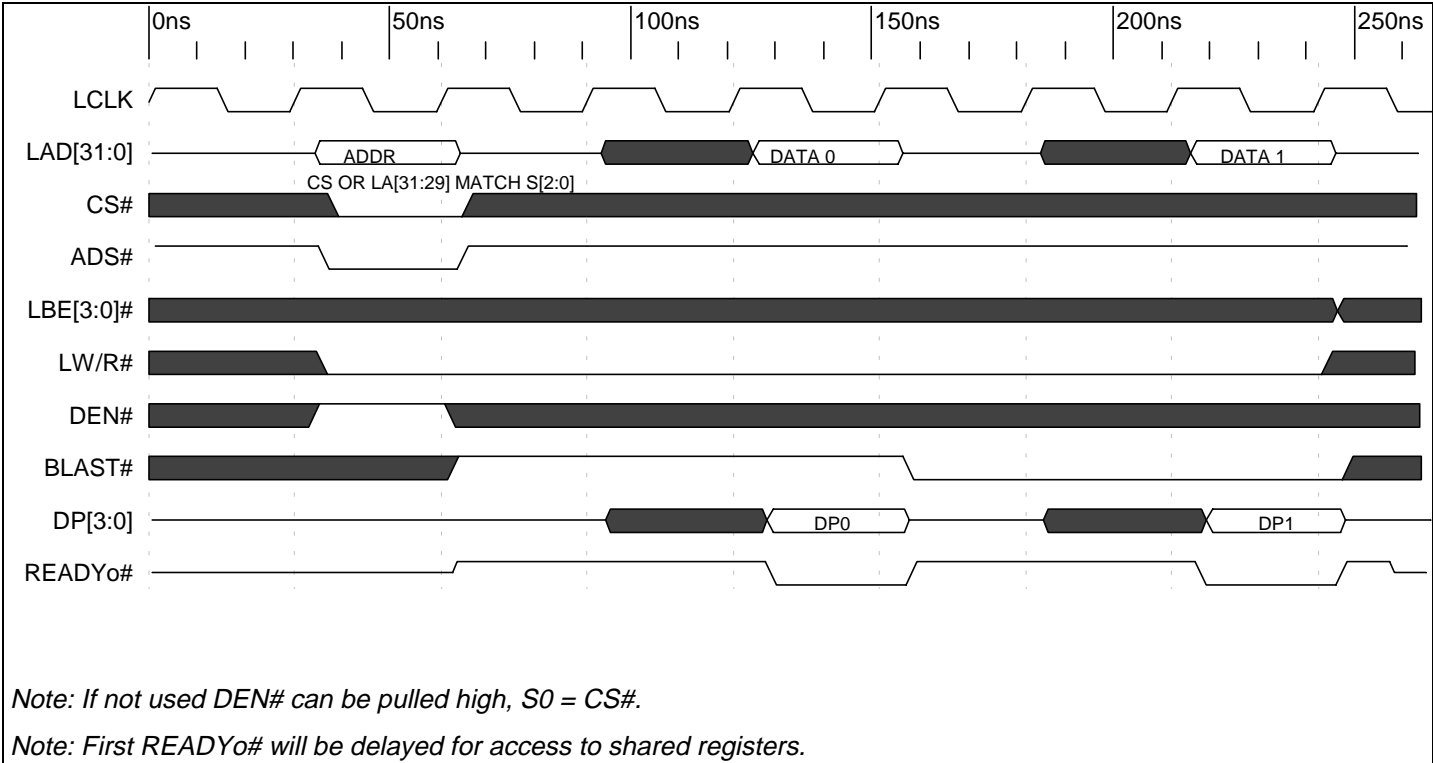 0ns 50ns 100ns 150ns 200ns 250ns
LCLK
LAD[31:0] ADDR DATA 0 DATA 1
CS OR LA[31:29] MATCH S[2:0]
CS#
ADS#
LBE[3:0]#
LW/R#
DEN#
BLAST#
DP[3:0] DP0 DP1
READYo#
Note: If not used DEN# can be pulled high, S0 = CS#.
Note: First READYo# will be delayed for access to shared registers.